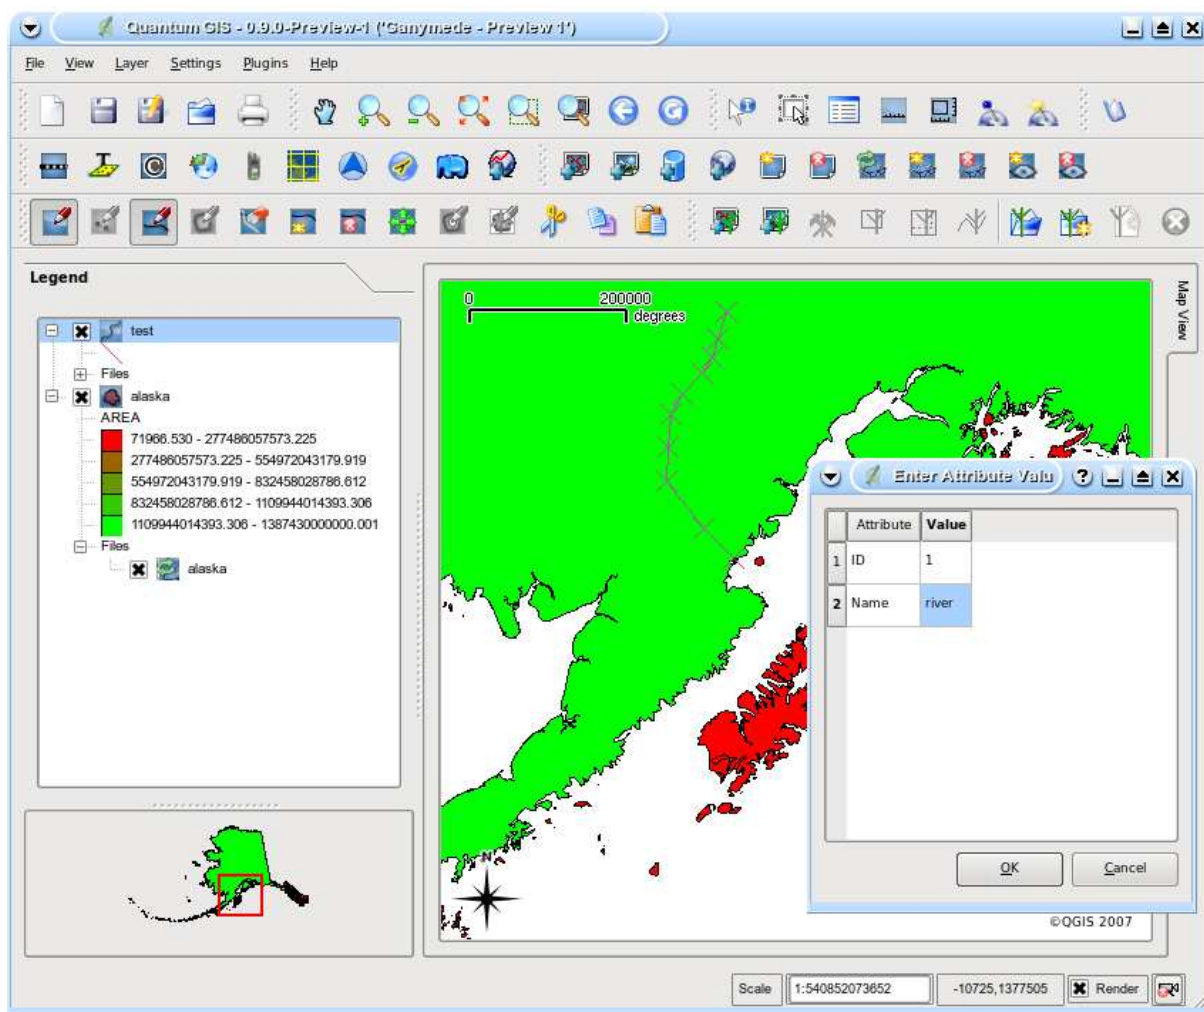 Quantum GIS - 0.9.0-Preview-1 ('Ganymede - Preview 1')
File View Layer Settings Plugins Help
Legend
test
Files
alaska
AREA
71966.530 - 277486057573.225
277486057573.225 - 554972043179.919
554972043179.919 - 832458028786.612
832458028786.612 - 1109944014393.306
1109944014393.306 - 1387430000000.001
Files
alaska
0 200000
degrees
Map View
Enter Attribute Valu
Attribute Value
1 ID 1
2 Name river
OK Cancel
N
©QGIS 2007
Scale 1:540852073652 -10725,1377505 Render